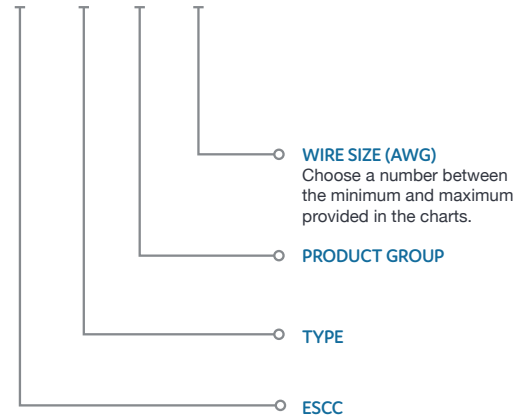 WIRE SIZE (AWG)
Choose a number between
the minimum and maximum
provided in the charts.
PRODUCT GROUP
TYPE
ESCC